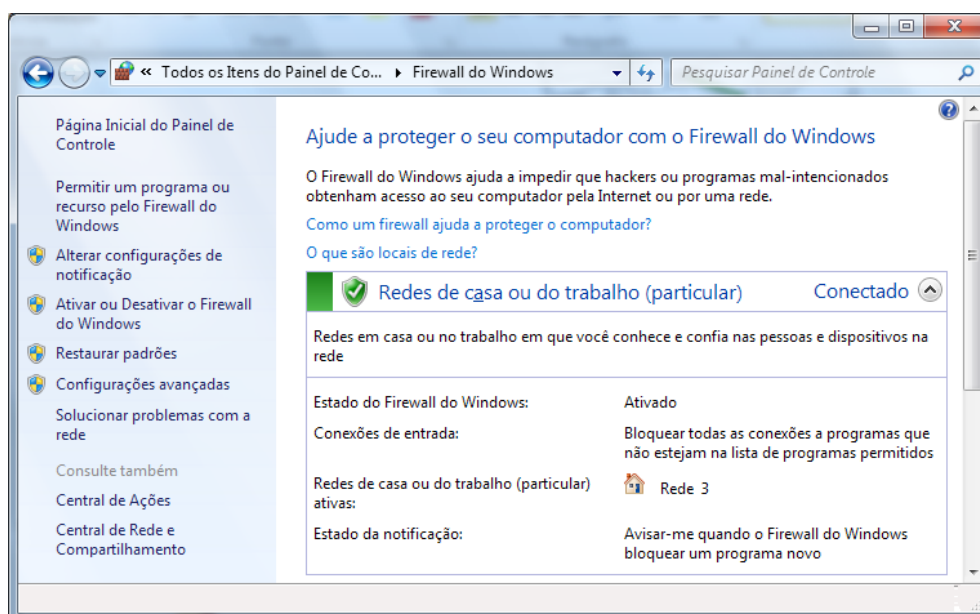 « Todos os Itens do Painel de Co... ▸ Firewall do Windows
Pesquisar Painel de Controle
Página Inicial do Painel de
Controle
Permitir um programa ou
recurso pelo Firewall do
Windows
Alterar configurações de
notificação
Ativar ou Desativar o Firewall
do Windows
Restaurar padrões
Configurações avançadas
Solucionar problemas com a
rede
Consulte também
Central de Ações
Central de Rede e
Compartilhamento
Ajude a proteger o seu computador com o Firewall do Windows
O Firewall do Windows ajuda a impedir que hackers ou programas mal-intencionados
obtenham acesso ao seu computador pela Internet ou por uma rede.
Como um firewall ajuda a proteger o computador?
O que são locais de rede?
Redes de casa ou do trabalho (particular) Conectado
Redes em casa ou no trabalho em que você conhece e confia nas pessoas e dispositivos na
rede
Estado do Firewall do Windows: Ativado
Conexões de entrada: Bloquear todas as conexões a programas que
não estejam na lista de programas permitidos
Redes de casa ou do trabalho (particular)
ativas:
Rede 3
Estado da notificação: Avisar-me quando o Firewall do Windows
bloquear um programa novo